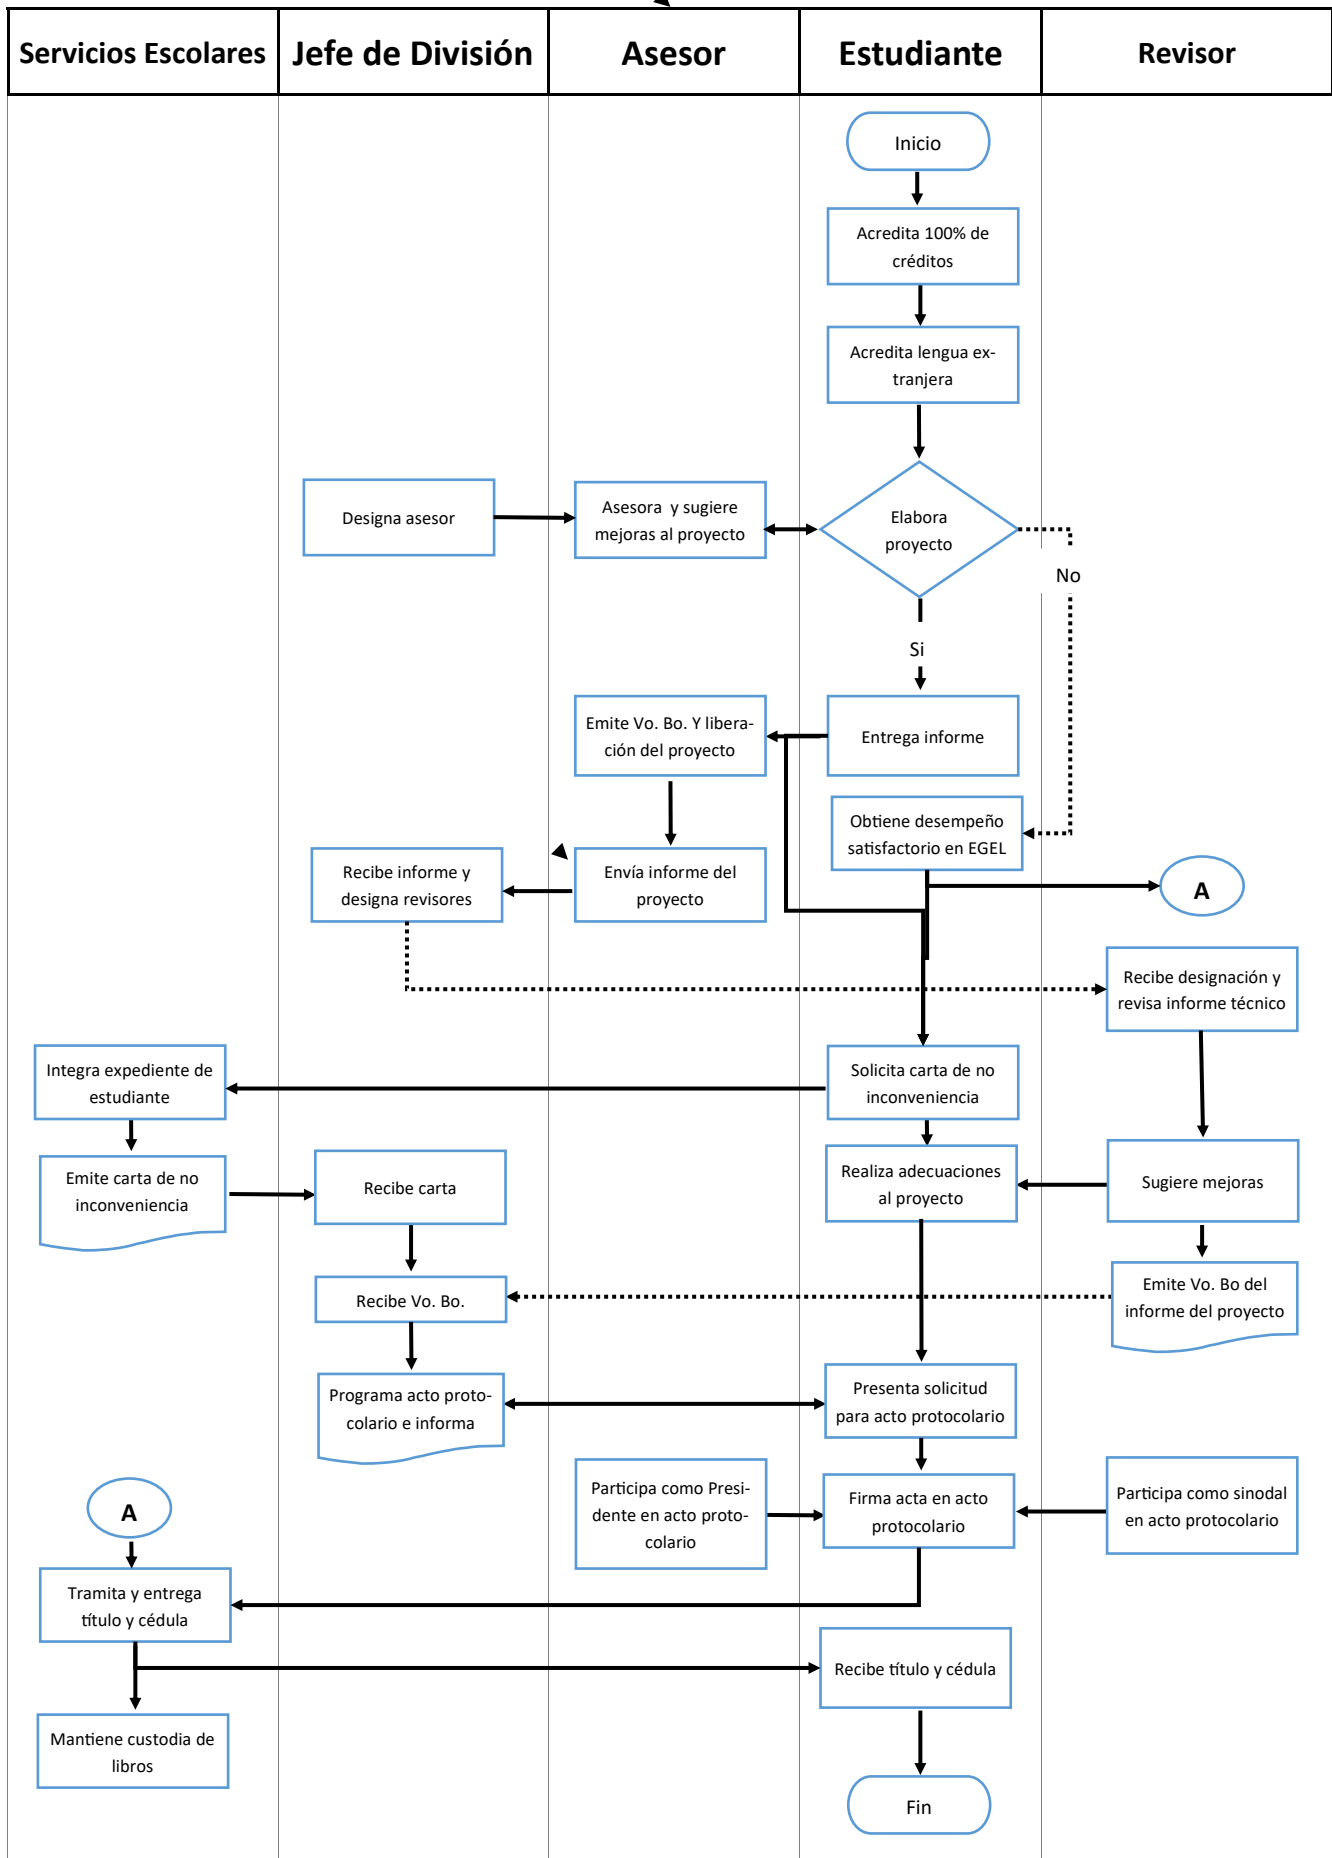 Servicios Escolares
Jefe de División
Asesor
Estudiante
Revisor
Inicio
Acredita 100% de
créditos
Acredita lengua ex-
tranjera
Designa asesor
Asesora y sugiere
mejoras al proyecto
Elabora
proyecto
No
Si
Emite Vo. Bo. Y libera-
ción del proyecto
Entrega informe
Obtiene desempeño
satisfactorio en EGEL
Recibe informe y
designa revisores
Envía informe del
proyecto
A
Recibe designación y
revisa informe técnico
Integra expediente de
estudiante
Solicita carta de no
inconveniencia
Emite carta de no
inconveniencia
Recibe carta
Realiza adecuaciones
al proyecto
Sugiere mejoras
Recibe Vo. Bo.
Emite Vo. Bo del
informe del proyecto
Programa acto proto-
colario e informa
Presenta solicitud
para acto protocolario
A
Participa como Presi-
dente en acto proto-
colario
Firma acta en acto
protocolario
Participa como sinodal
en acto protocolario
Tramita y entrega
título y cédula
Recibe título y cédula
Mantiene custodia de
libros
Fin